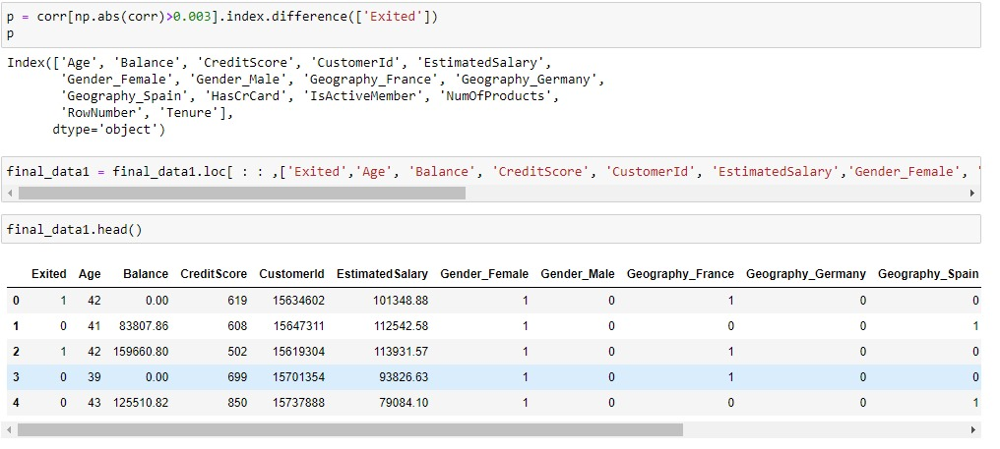 p = corr[np.abs(corr)>0.003].index.difference(['Exited'])
p
Index(['Age', 'Balance', 'CreditScore', 'CustomerId', 'EstimatedSalary',
'Gender_Female', 'Gender_Male', 'Geography_France', 'Geography_Germany',
'Geography_Spain', 'HasCrCard', 'IsActiveMember', 'NumOfProducts',
'RowNumber', 'Tenure'],
dtype='object')
final_data1 = final_data1.loc[ : : ,['Exited','Age', 'Balance', 'CreditScore', 'CustomerId', 'EstimatedSalary','Gender_Female', '
final_data1.head()
Exited Age Balance CreditScore CustomerId EstimatedSalary Gender_Female Gender_Male Geography_France Geography_Germany Geography_Spain
0 1 42 0.00 619 15634602 101348.88 1 0 1 0 0
1 0 41 83807.86 608 15647311 112542.58 1 0 0 0 1
2 1 42 159660.80 502 15619304 113931.57 1 0 1 0 0
3 0 39 0.00 699 15701354 93826.63 1 0 1 0 0
4 0 43 125510.82 850 15737888 79084.10 1 0 0 0 1